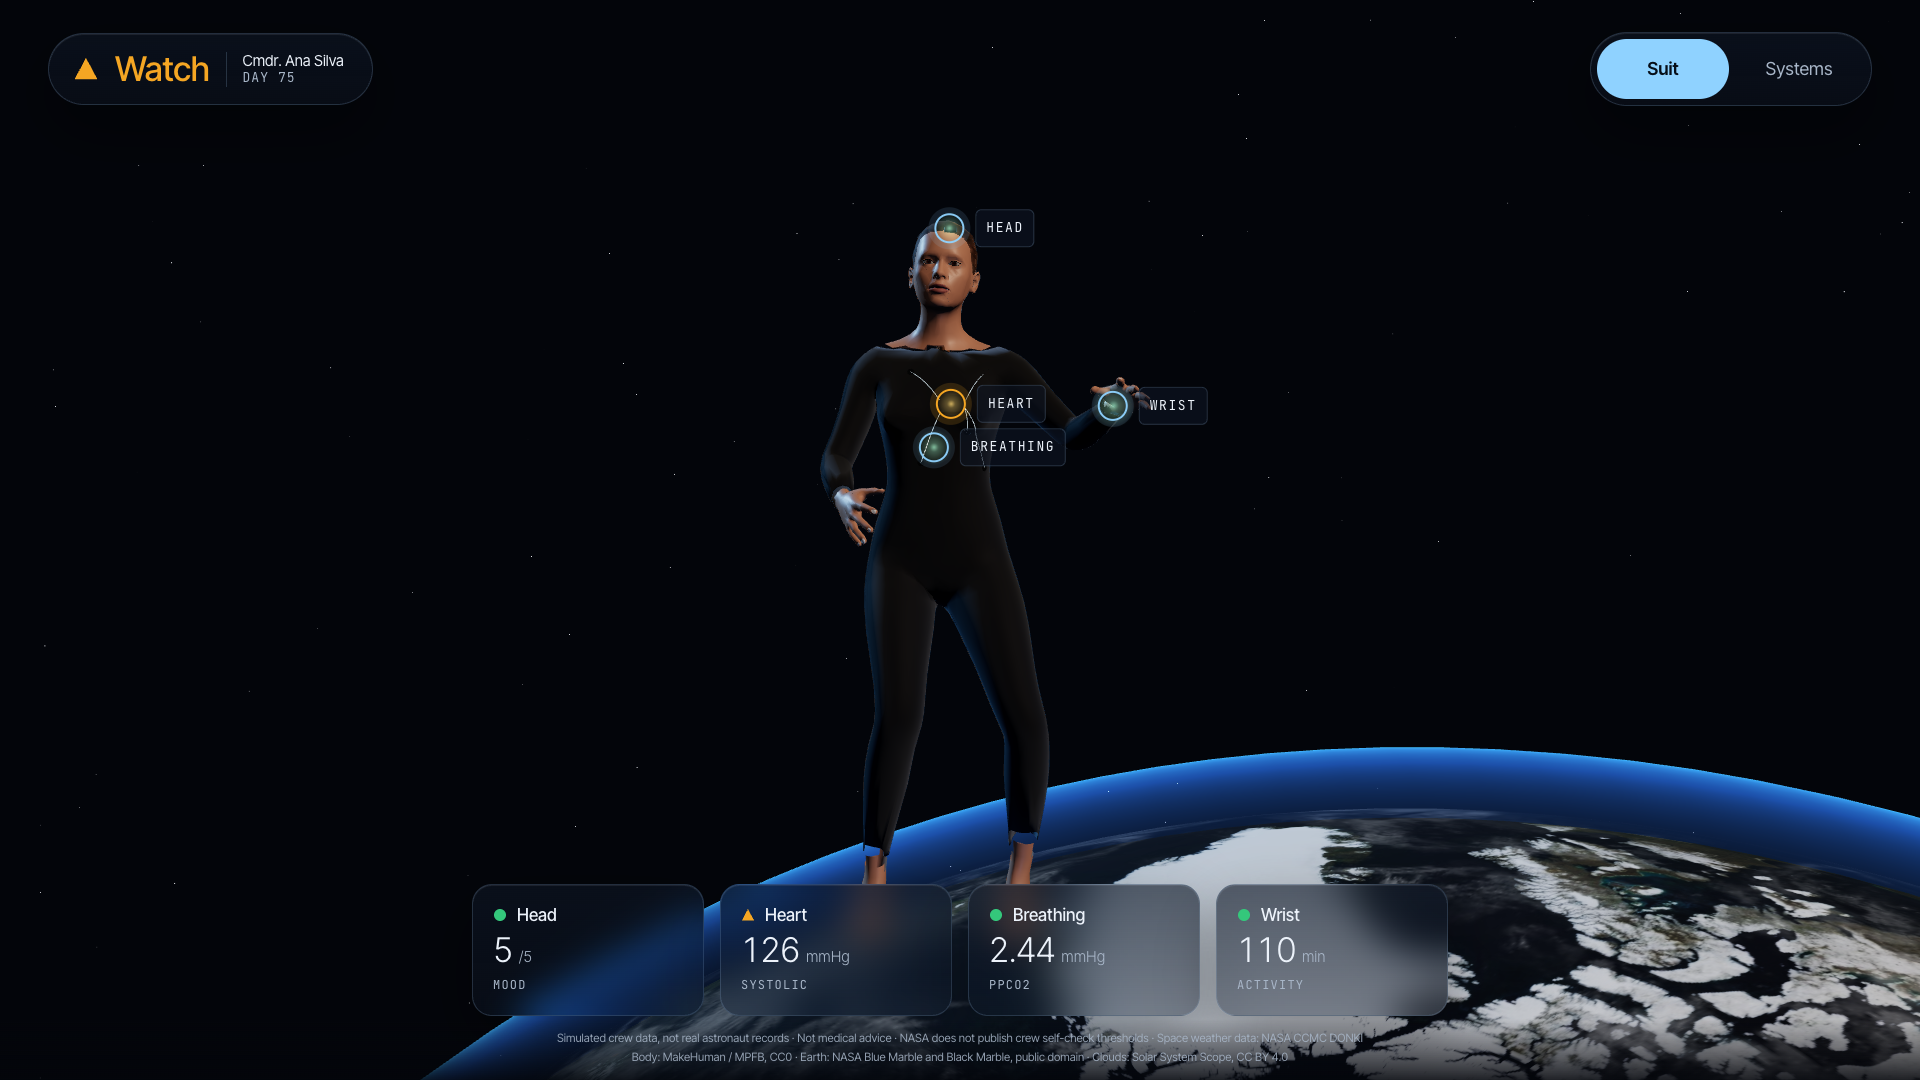 Watch
Cmdr. Ana Silva
DAY 75
Suit
Systems
HEAD
HEART
WRIST
BREATHING
Head
5 /5
MOOD
Heart
126 mmHg
SYSTOLIC
Breathing
2.44 mmHg
PPCO2
Wrist
110 min
ACTIVITY
Simulated crew data, not real astronaut records · Not medical advice · NASA does not publish crew self-check thresholds · Space weather data: NASA CCMC DONKI
Body: MakeHuman / MPFB, CC0 · Earth: NASA Blue Marble and Black Marble, public domain · Clouds: Solar System Scope, CC BY 4.0